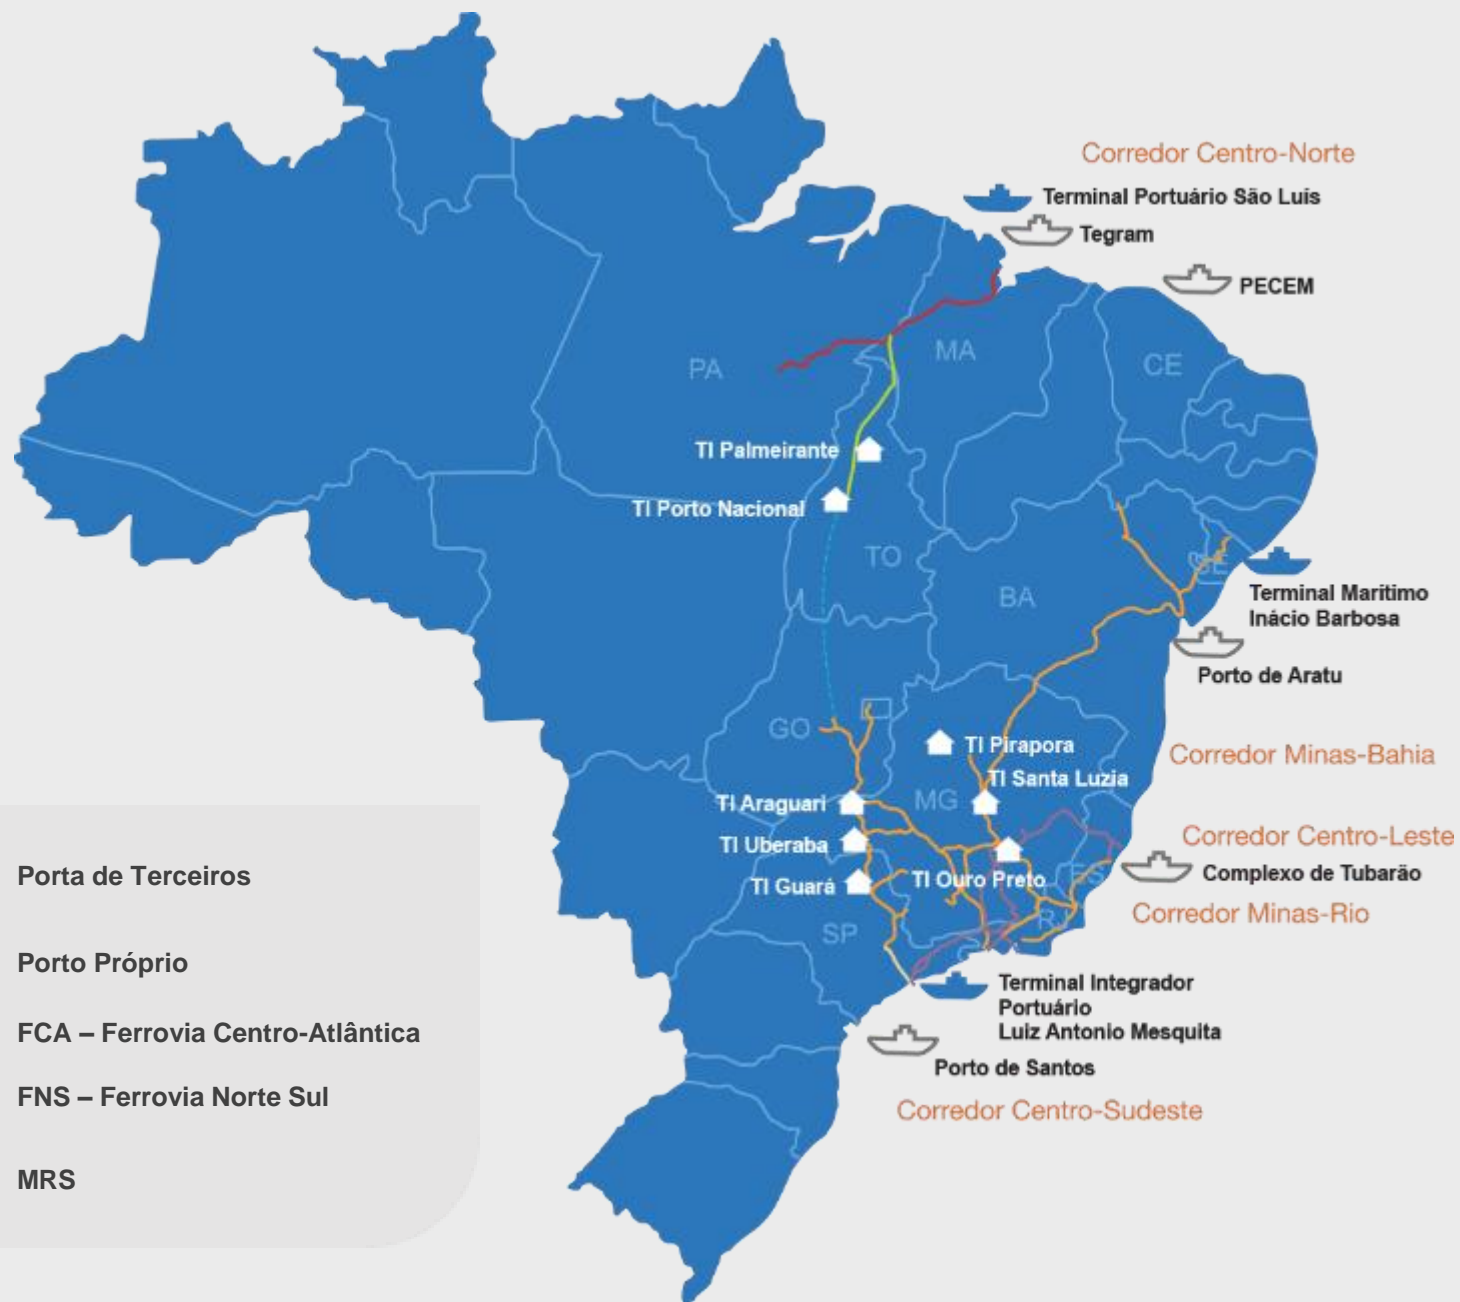 Corredor Centro-Norte
Terminal Portuário São Luís
Tegram
PECEM
PA
MA
CE
TI Palmeirante
TI Porto Nacional
TO
SE
BA
Terminal Marítimo
Inácio Barbosa
Porto de Aratu
GO
TI Pirapora
Corredor Minas-Bahia
TI Santa Luzia
TI Araguari
MG
Corredor Centro-Leste
TI Uberaba
Complexo de Tubarão
TI Guará
TI Ouro Preto
ES
Corredor Minas-Rio
SP
RJ
Terminal Integrador
Portuário
Luiz Antonio Mesquita
Porto de Santos
Corredor Centro-Sudeste
Porta de Terceiros
Porto Próprio
FCA – Ferrovia Centro-Atlântica
FNS – Ferrovia Norte Sul
MRS